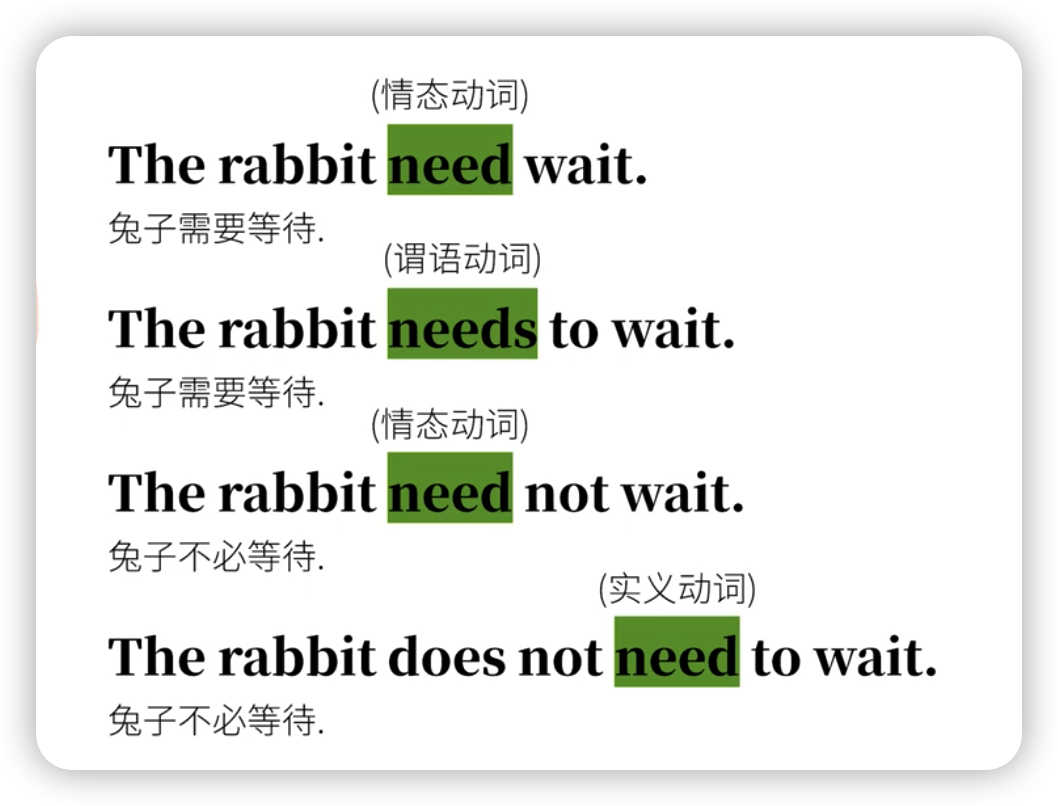 (情态动词)
The rabbit need wait.
兔子需要等待.
(谓语动词)
The rabbit needs to wait.
兔子需要等待.
(情态动词)
The rabbit need not wait.
兔子不必等待.
(实义动词)
The rabbit does not need to wait.
兔子不必等待.